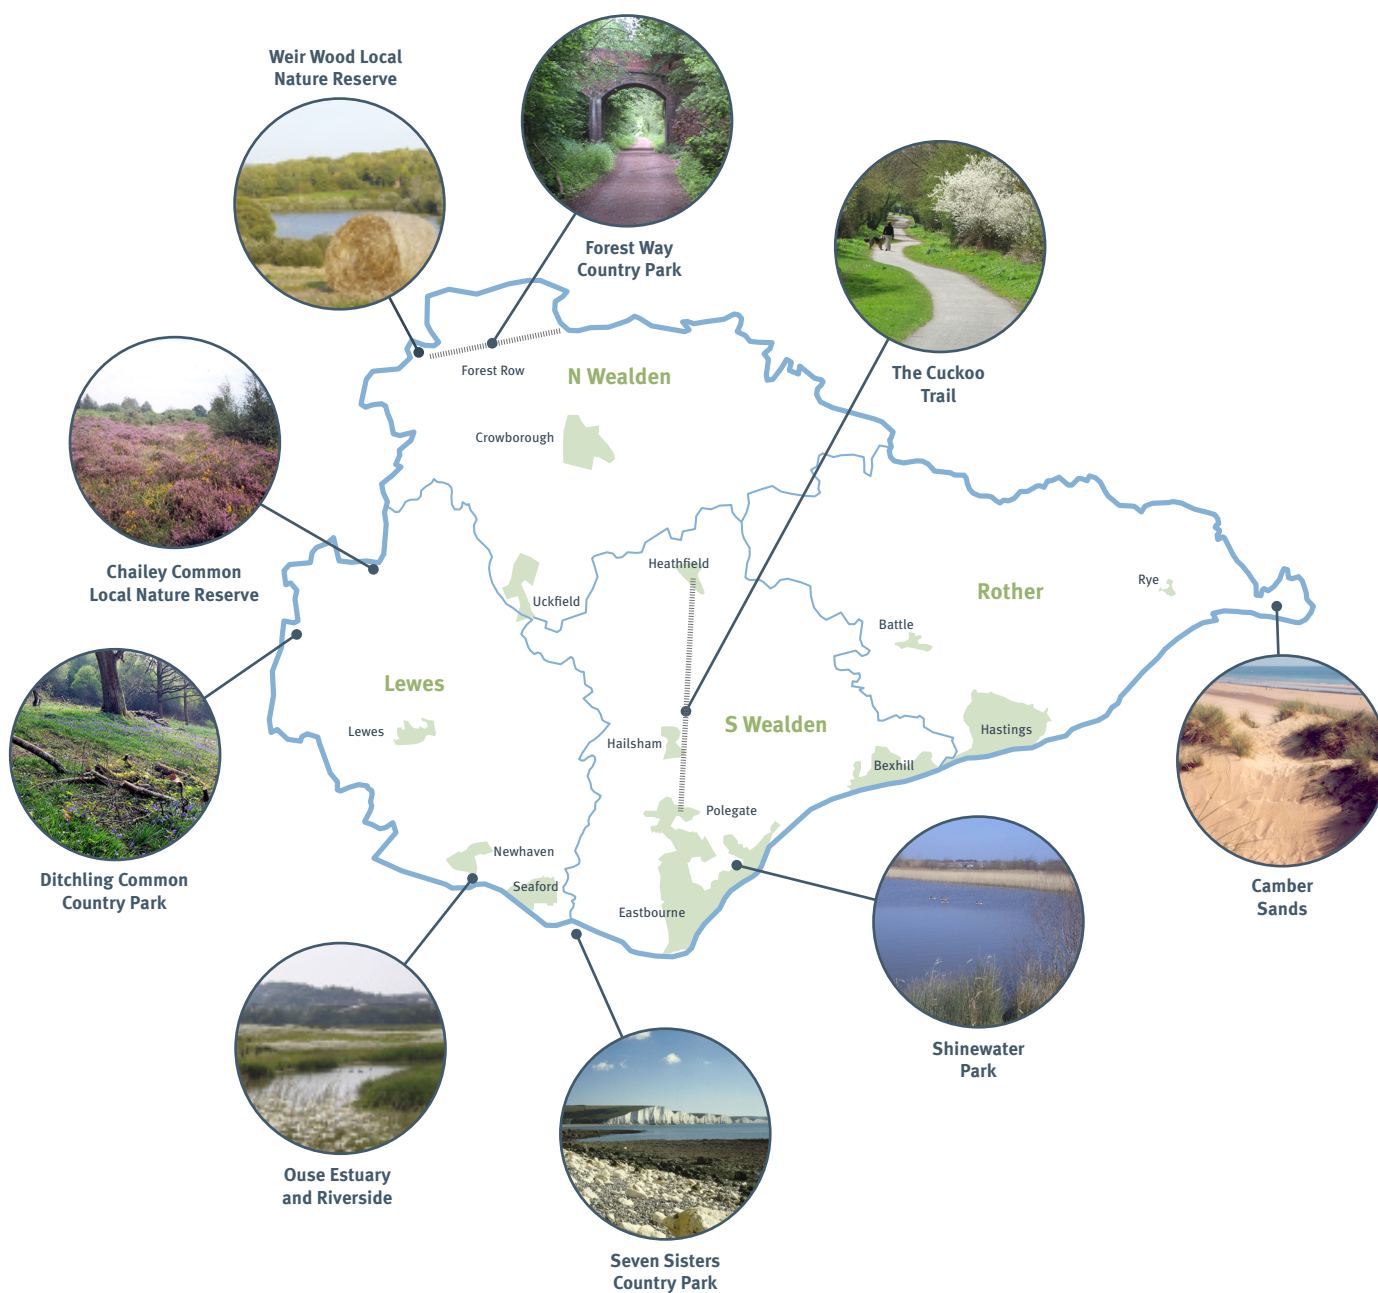 Weir Wood Local
Nature Reserve
Forest Way
Country Park
The Cuckoo
Trail
Forest Row
N Wealden
Crowborough
Chailey Common
Local Nature Reserve
Heathfield
Uckfield
Rother
Rye
Battle
Lewes
Lewes
S Wealden
Hailsham
Hastings
Bexhill
Polegate
Newhaven
Seaford
Eastbourne
Ditchling Common
Country Park
Camber
Sands
Shinewater
Park
Ouse Estuary
and Riverside
Seven Sisters
Country Park